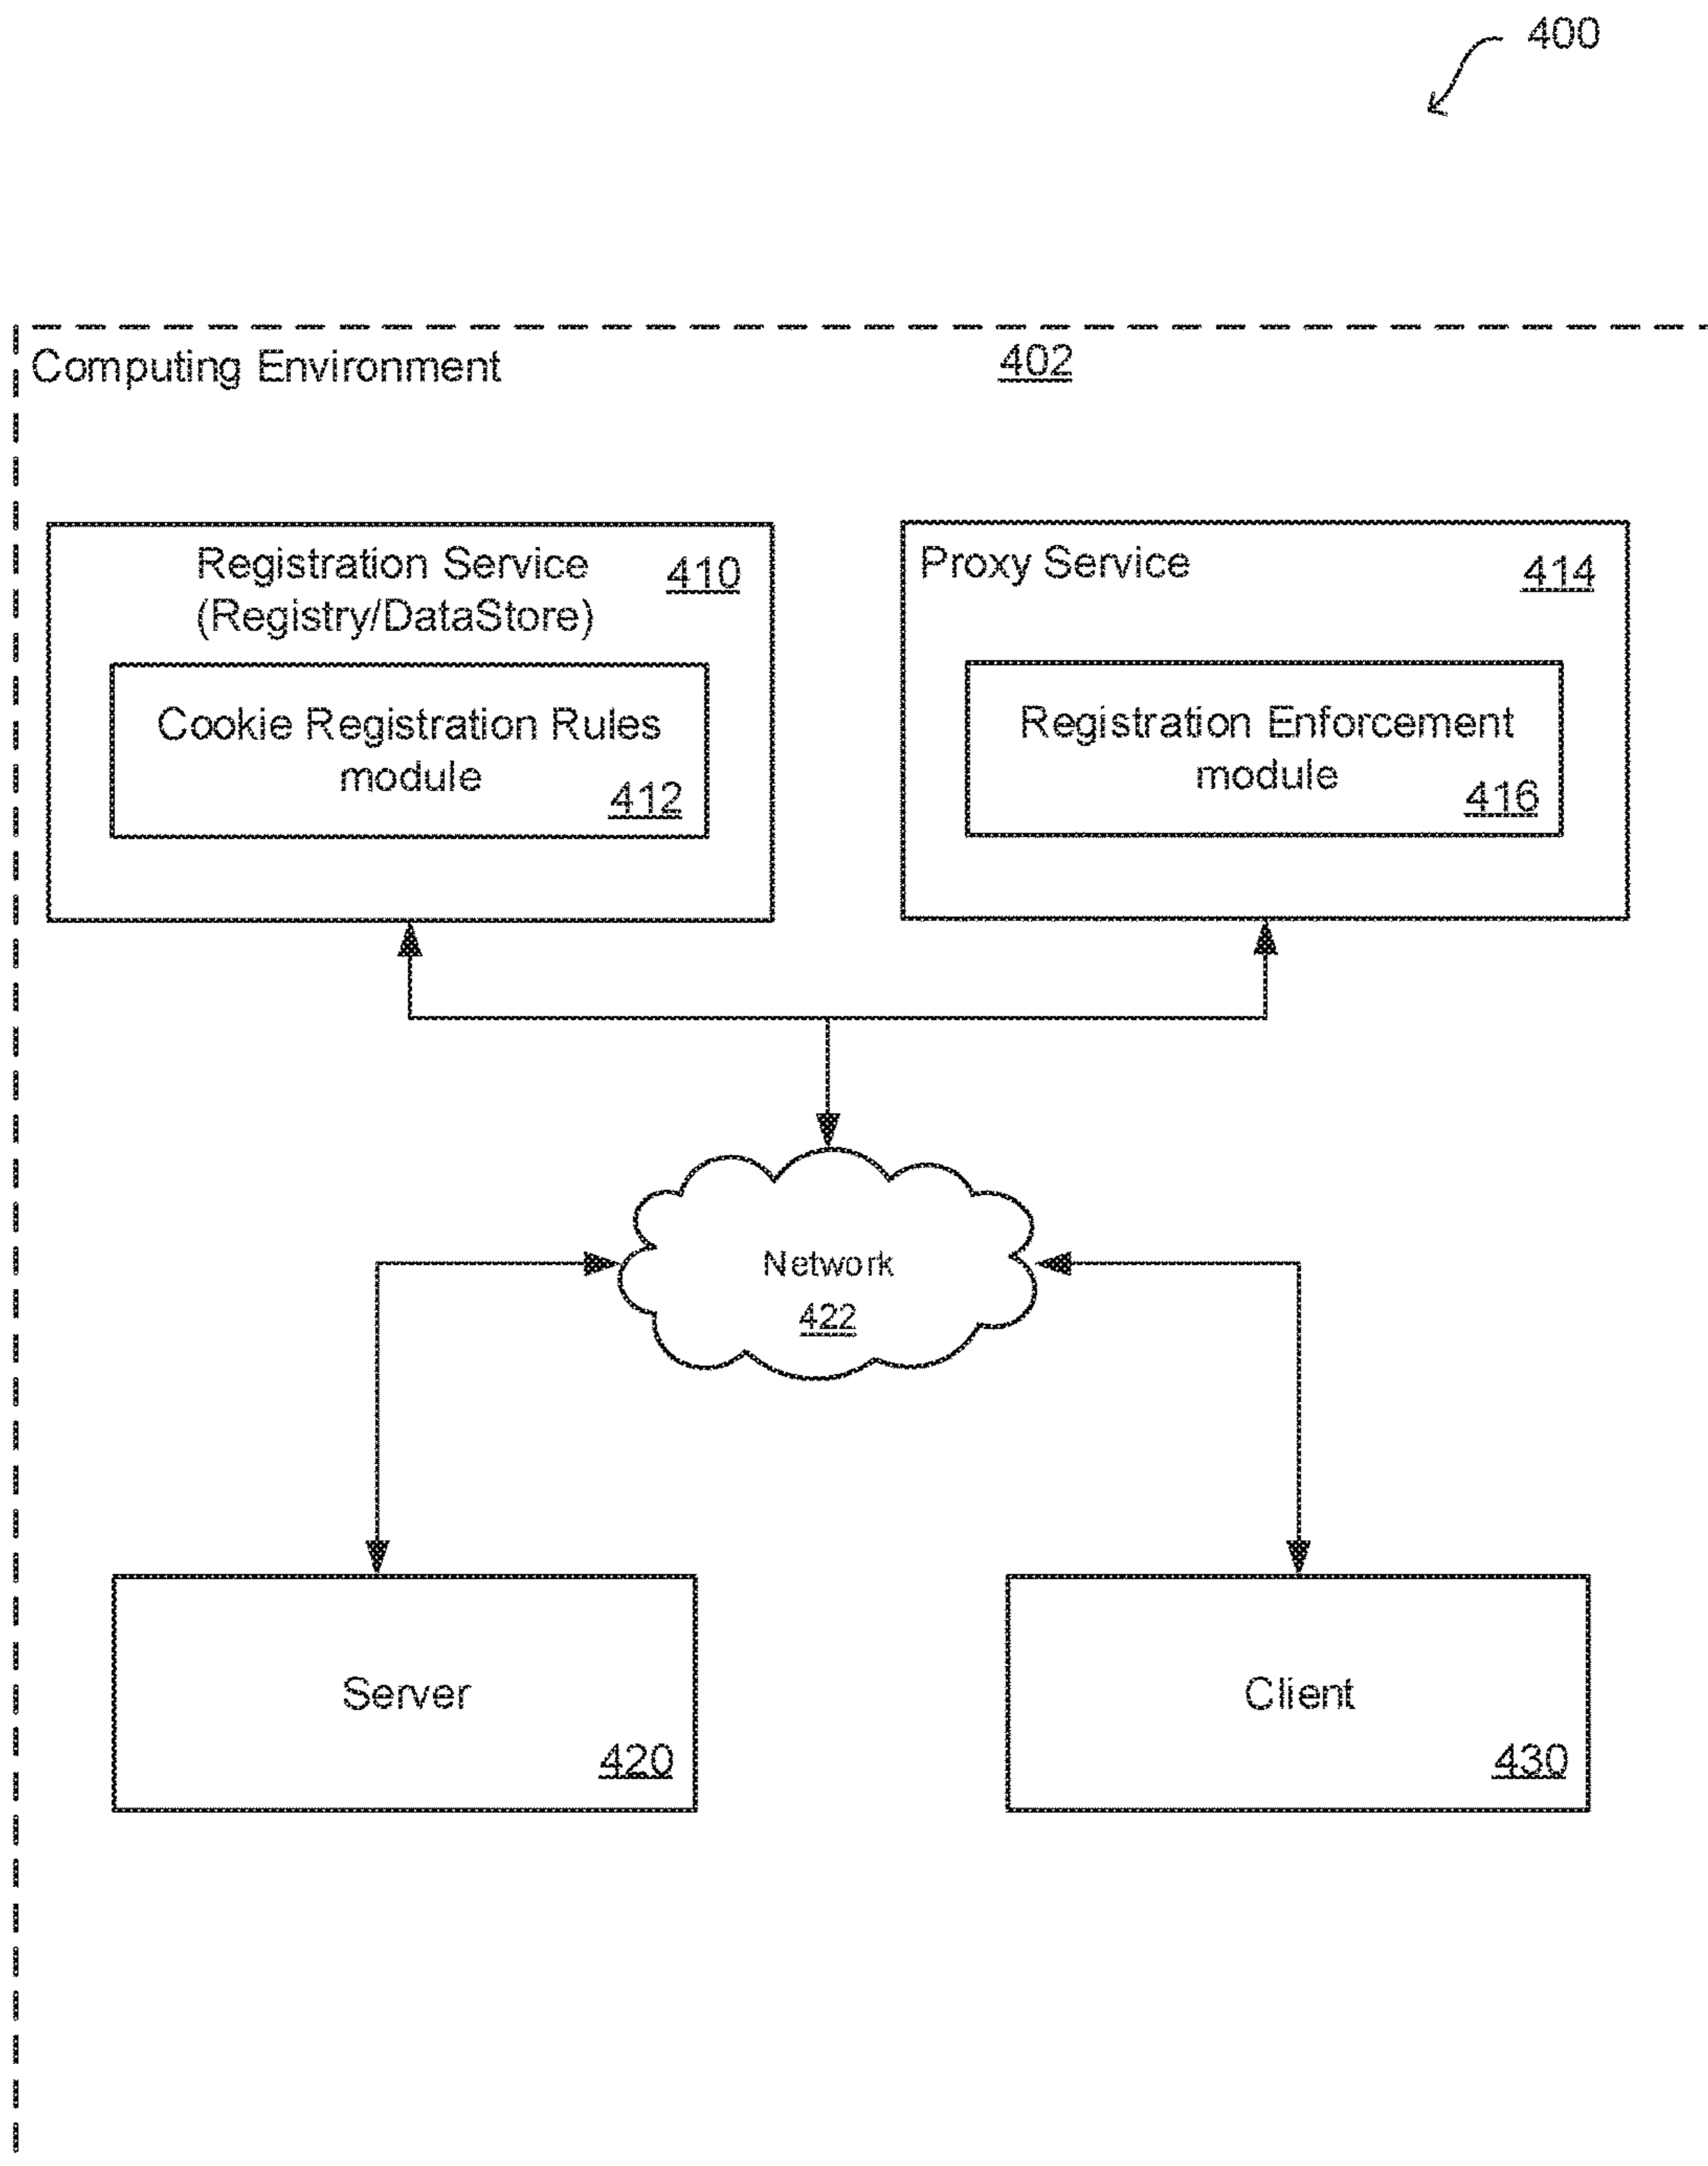 400
Computing Environment 402
Registration Service 410
(Registry/DataStore)
Cookie Registration Rules
module 412
Proxy Service 414
Registration Enforcement
module 416
Network
422
Server
420
Client
430